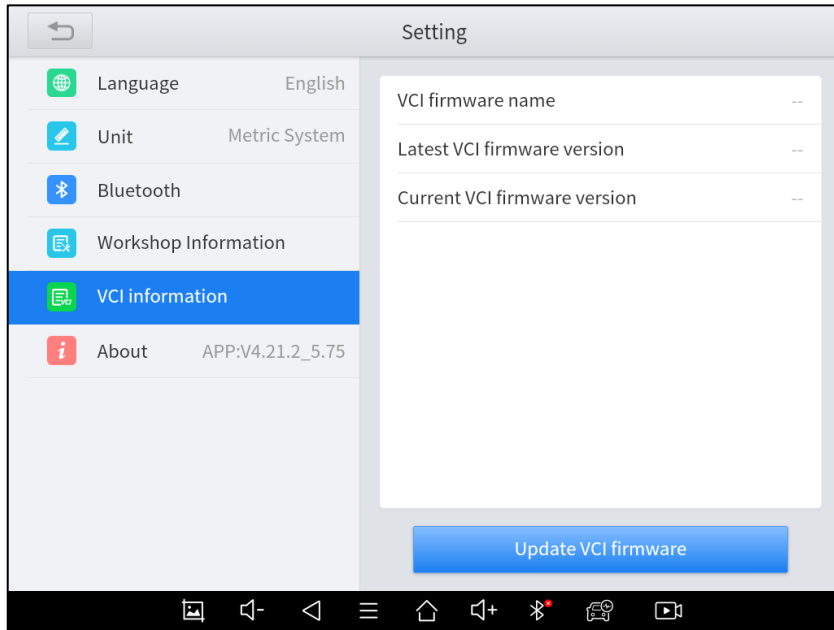 Setting
Language English
Unit Metric System
Bluetooth
Workshop Information
VCI information
About APP:V4.21.2_5.75
VCI firmware name --
Latest VCI firmware version --
Current VCI firmware version --
Update VCI firmware